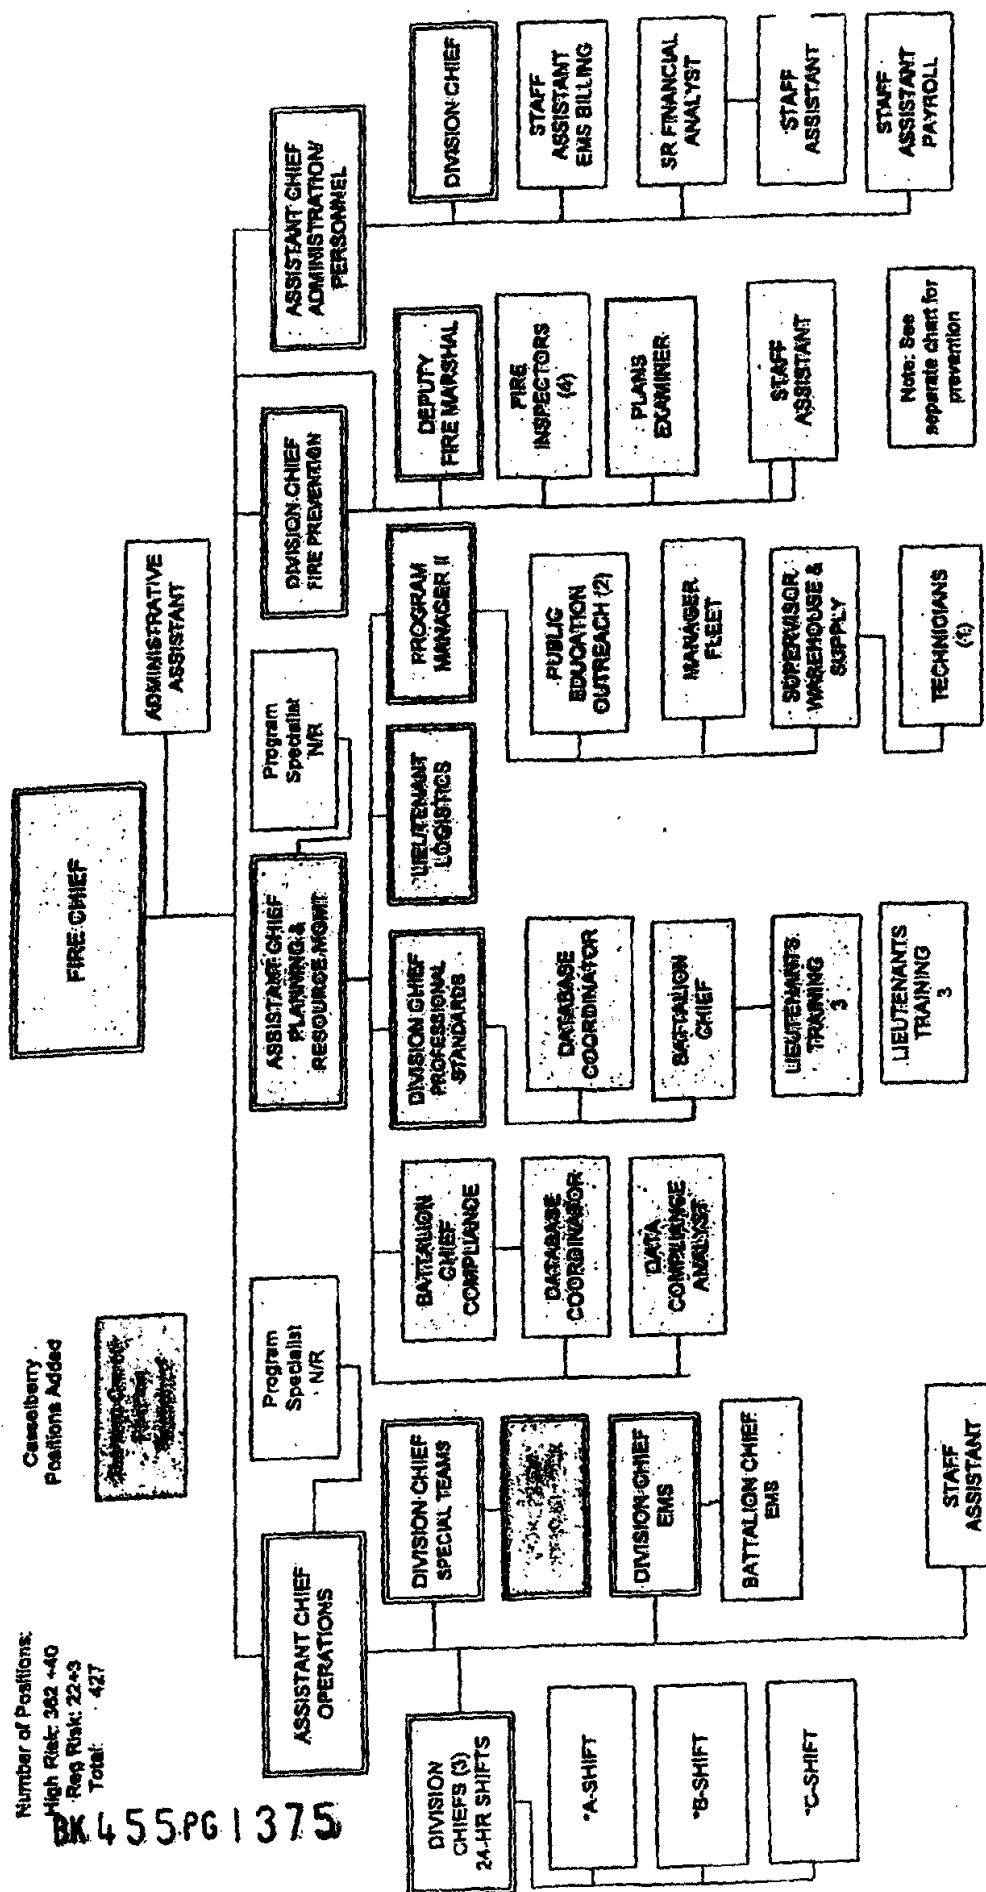 Number of Positions:
High Risk: 382 +40
Reg Risk: 22+3
Total: 427
Casselberry
Positions Added
FIRE CHIEF
ADMINISTRATIVE
ASSISTANT
ASSISTANT CHIEF
OPERATIONS
Program
Specialist
N/R
ASSISTANT CHIEF
PLANNING &
RESOURCE MGMT
Program
Specialist
N/R
DIVISION CHIEF
FIRE PREVENTION
ASSISTANT CHIEF
ADMINISTRATION/
PERSONNEL
DIVISION
CHIEFS (3)
24-HR SHIFTS
"A-SHIFT
"B-SHIFT
"C-SHIFT
DIVISION CHIEF
SPECIAL TEAMS
DIVISION CHIEF
EMS
BATTALION CHIEF
EMS
STAFF
ASSISTANT
BATTALION
CHIEF
COMPLIANCE
DATABASE
COORDINATOR
DATA
COMPLIANCE
ANALYST
DIVISION CHIEF
PROFESSIONAL
STANDARDS
DATABASE
COORDINATOR
BATTALION
CHIEF
LIEUTENANTS
TRAINING
3
LIEUTENANTS
TRAINING
3
LIEUTENANT
LOGISTICS
PROGRAM
MANAGER II
PUBLIC
EDUCATION
OUTREACH (2)
MANAGER
FLEET
SUPERVISOR
WAREHOUSE &
SUPPLY
TECHNICIANS
DEPUTY
FIRE MARSHAL
FIRE
INSPECTORS
(4)
PLANS
EXAMINER
STAFF
ASSISTANT
Note: See
separate chart for
prevention
DIVISION CHIEF
STAFF
ASSISTANT
EMS BILLING
SR FINANCIAL
ANALYST
STAFF
ASSISTANT
STAFF
ASSISTANT
PAYROLL
BK 455 PG 1375